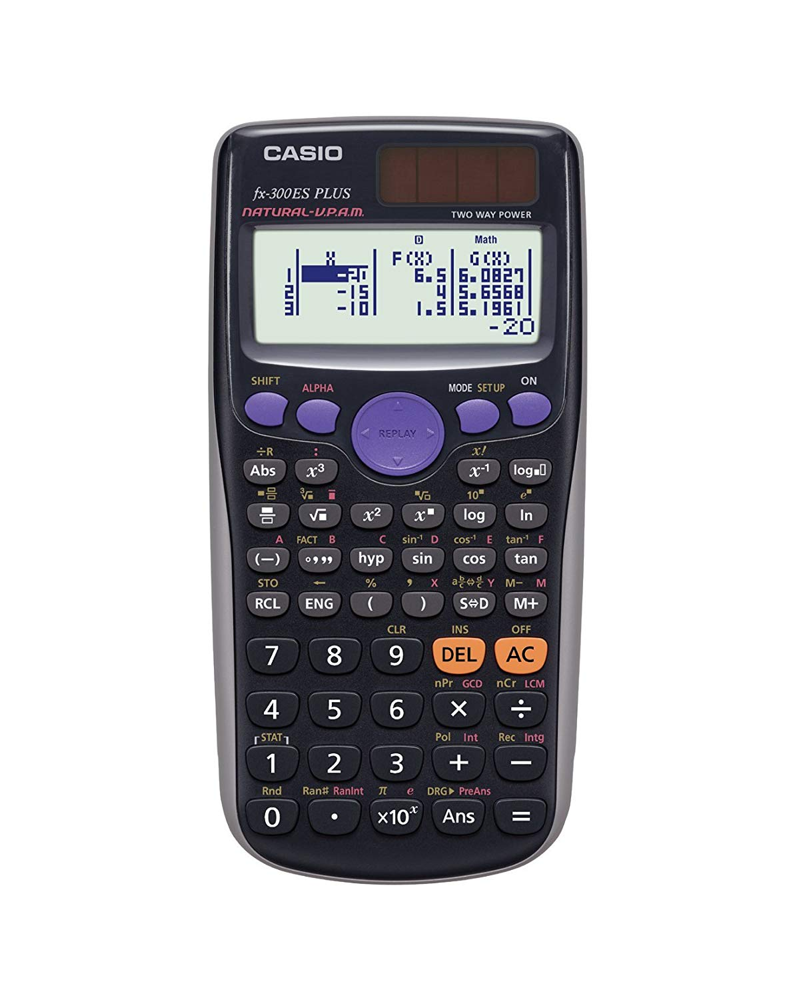 CASIO
fx-300ES PLUS
NATURAL-V.P.A.M.
TWO WAY POWER
D Math
X F(X) G(X)
1 -20 6.5 6.0827
2 -15 4 5.6568
3 -10 1.5 5.1961
-20
SHIFT ALPHA MODE SETUP ON
REPLAY
÷R : x!
Abs x³ x⁻¹ log■▯
■▯/▯ ³√■ ■ ■√▯ 10■ e■
■/▯ √■ x² x■ log ln
A FACT B C sin⁻¹ D cos⁻¹ E tan⁻¹ F
(—) ° ’ ’’ hyp sin cos tan
STO ← % , X a b/c⇔d/c Y M− M
RCL ENG ( ) S⇔D M+
CLR INS OFF
7 8 9 DEL AC
nPr GCD nCr LCM
4 5 6 × ÷
STAT Pol Int Rec Intg
1 2 3 + −
Rnd Ran# RanInt π e DRG▶ PreAns
0 . ×10ˣ Ans =